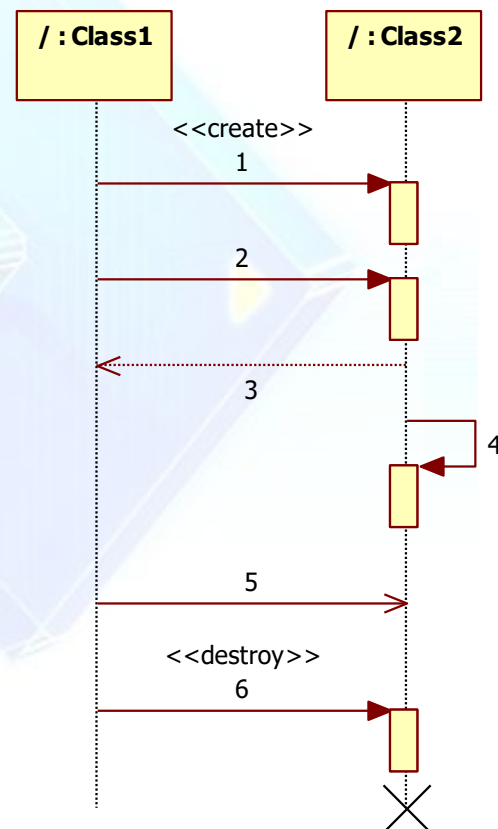 / : Class1
/ : Class2
<<create>>
1
2
3
4
5
<<destroy>>
6